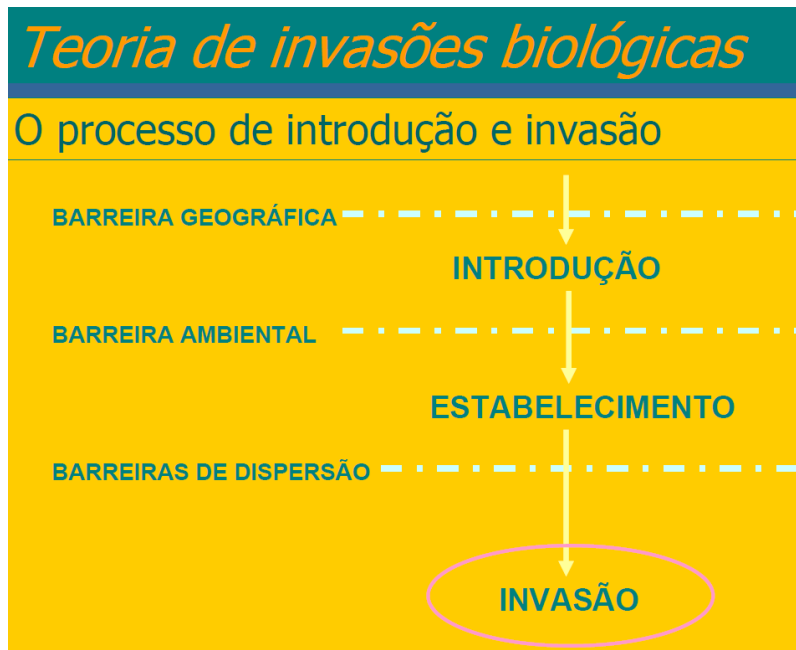 Teoria de invasões biológicas
O processo de introdução e invasão
BARREIRA GEOGRÁFICA
INTRODUÇÃO
BARREIRA AMBIENTAL
ESTABELECIMENTO
BARREIRAS DE DISPERSÃO
INVASÃO